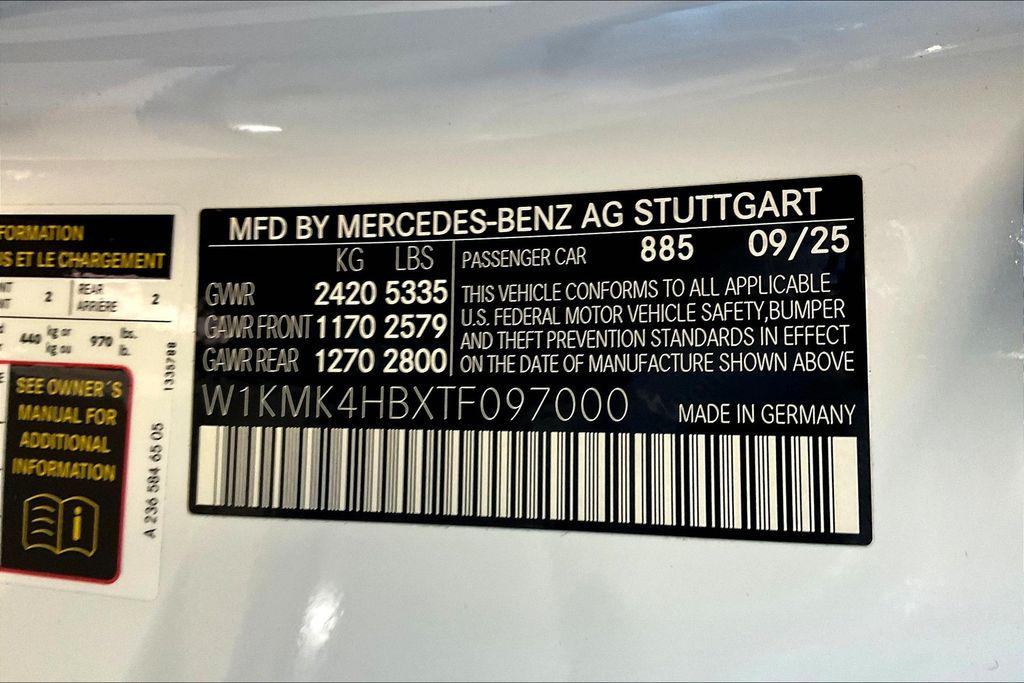 FORMATION
S ET LE CHARGEMENT
2 REAR ARRIÈRE 2
440 kg or kg ou 970 lbs. lb.
1335788
SEE OWNER´S
MANUAL FOR
ADDITIONAL
INFORMATION
A 236 584 65 05
MFD BY MERCEDES-BENZ AG STUTTGART
KG LBS
GVWR 2420 5335
GAWR FRONT 1170 2579
GAWR REAR 1270 2800
PASSENGER CAR 885 09/25
THIS VEHICLE CONFORMS TO ALL APPLICABLE
U.S. FEDERAL MOTOR VEHICLE SAFETY,BUMPER
AND THEFT PREVENTION STANDARDS IN EFFECT
ON THE DATE OF MANUFACTURE SHOWN ABOVE
W1KMK4HBXTF097000 MADE IN GERMANY